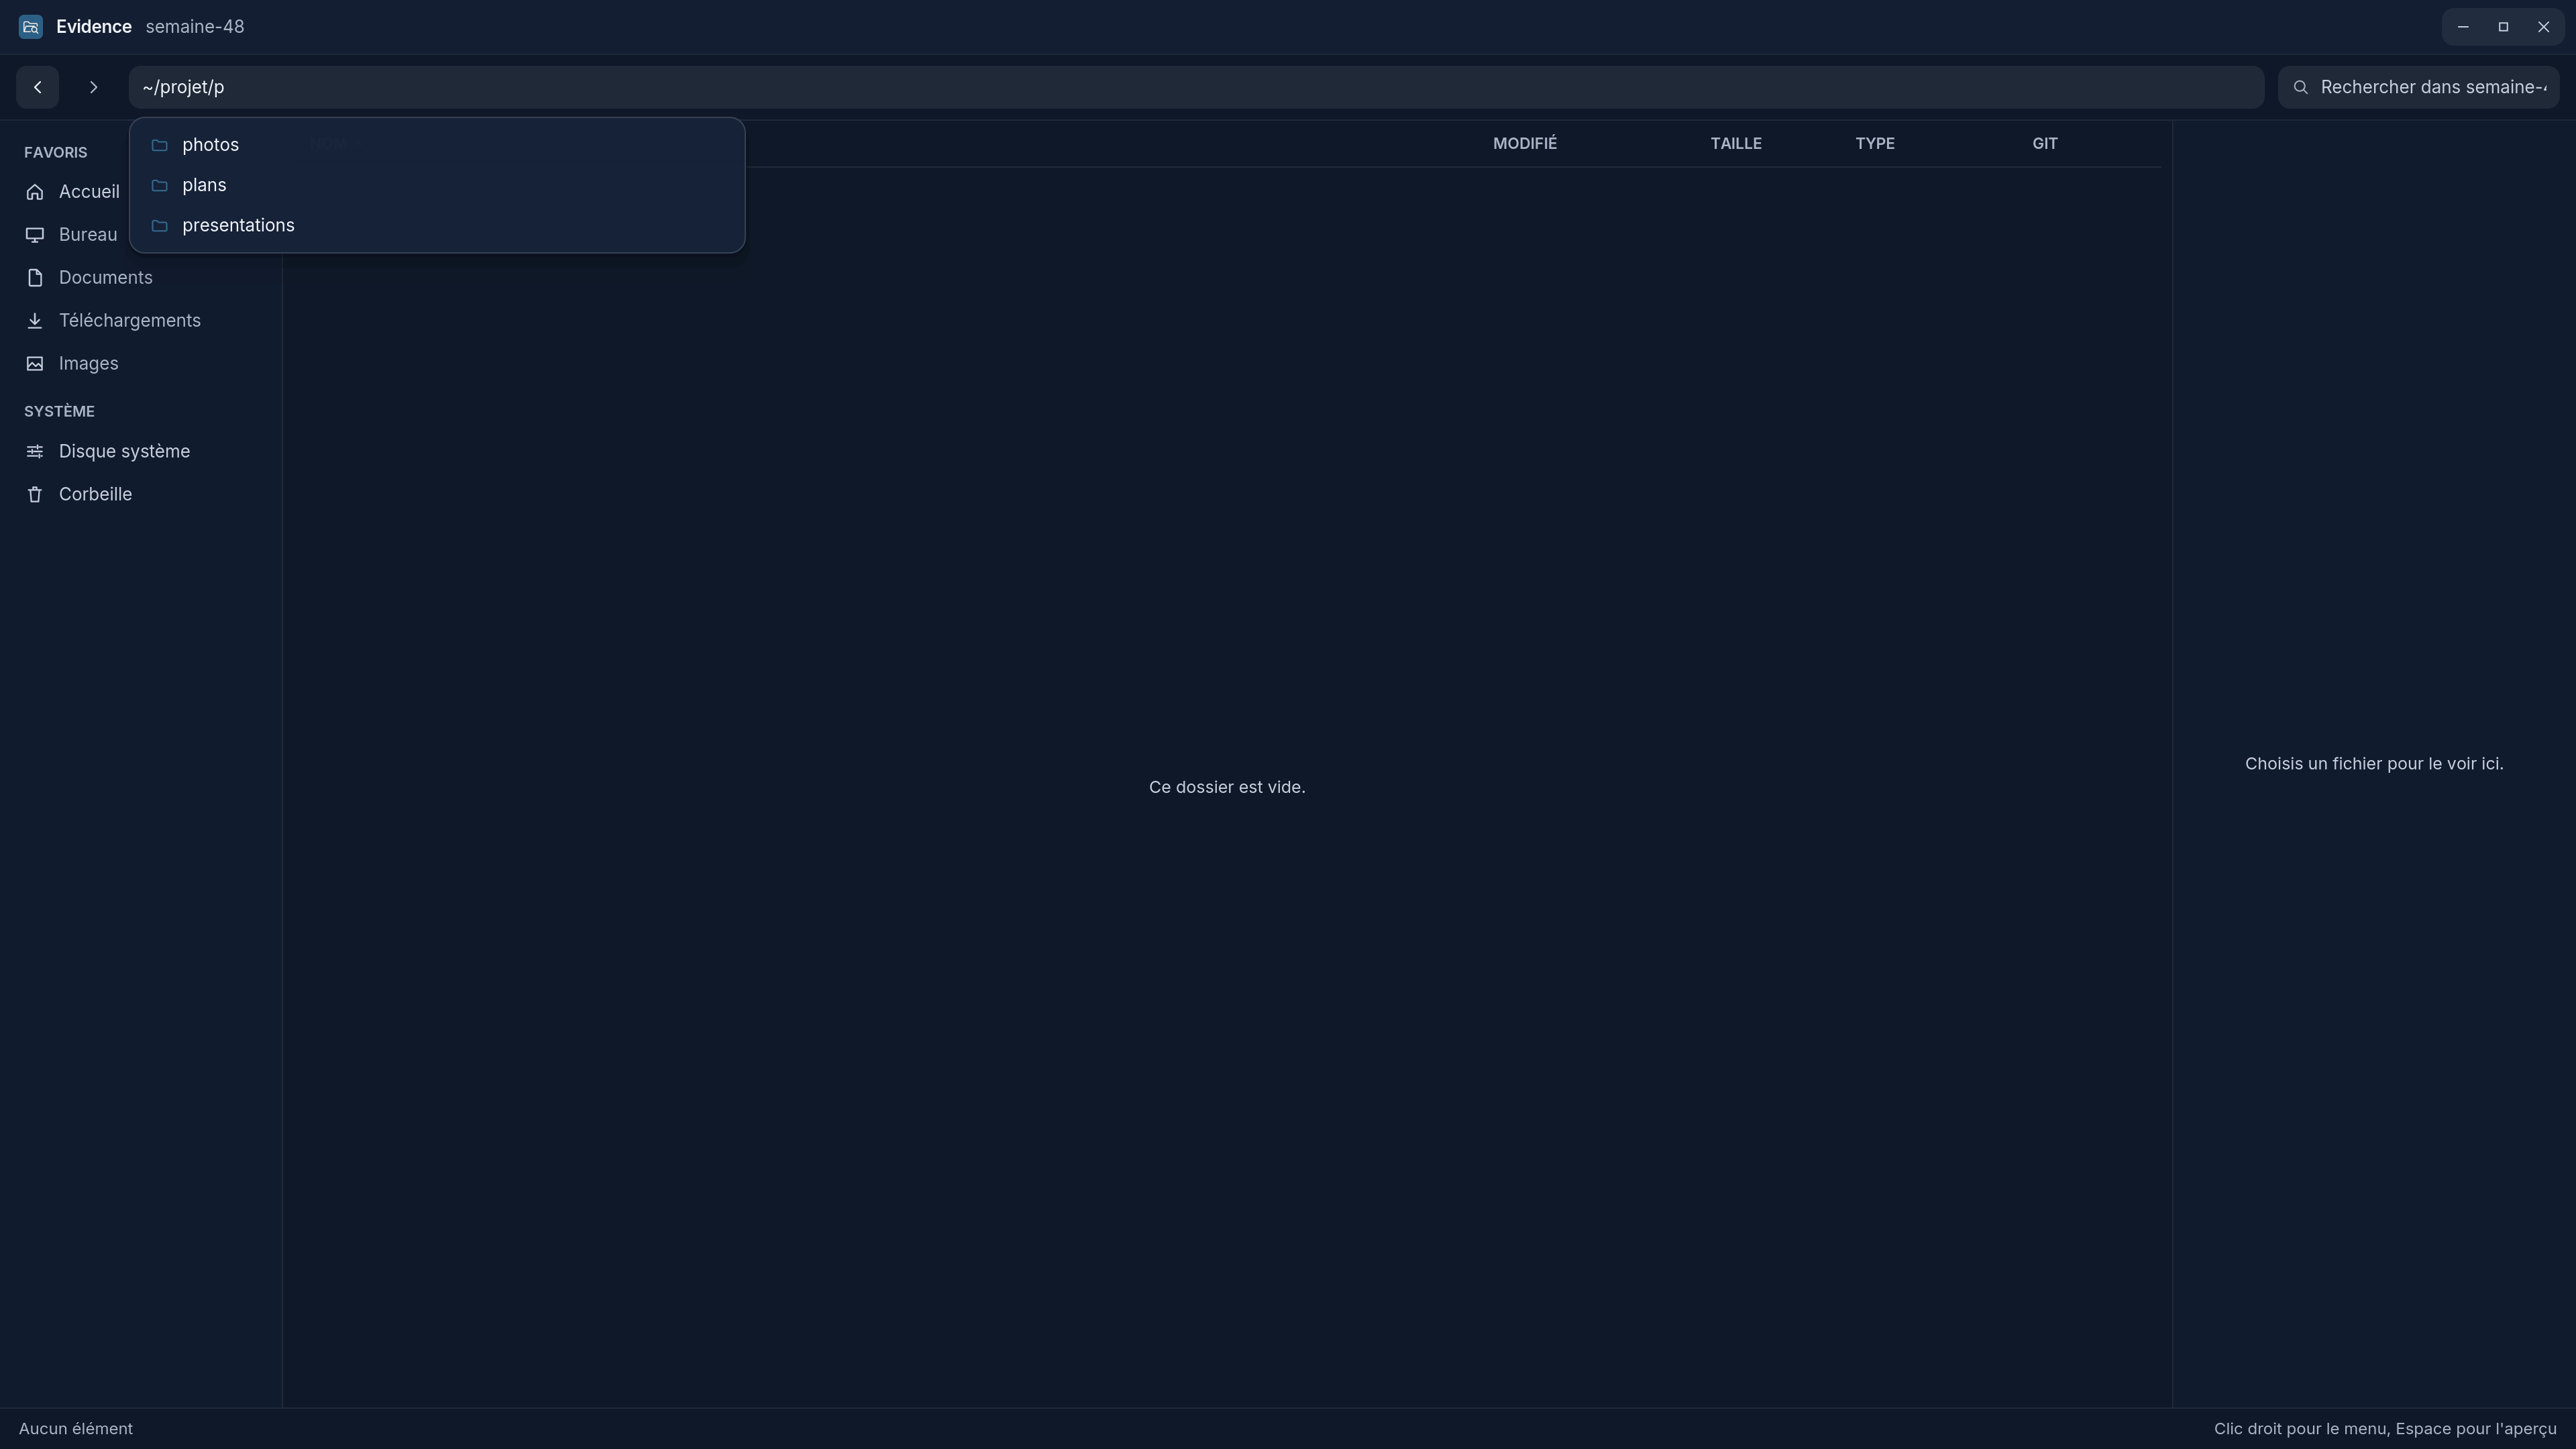 Evidence semaine-48
~/projet/p
Rechercher dans semaine-
photos
plans
presentations
MODIFIÉ TAILLE TYPE GIT
FAVORIS
Accueil
Bureau
Documents
Téléchargements
Images
SYSTÈME
Disque système
Corbeille
Ce dossier est vide.
Choisis un fichier pour le voir ici.
Aucun élément
Clic droit pour le menu, Espace pour l'aperçu